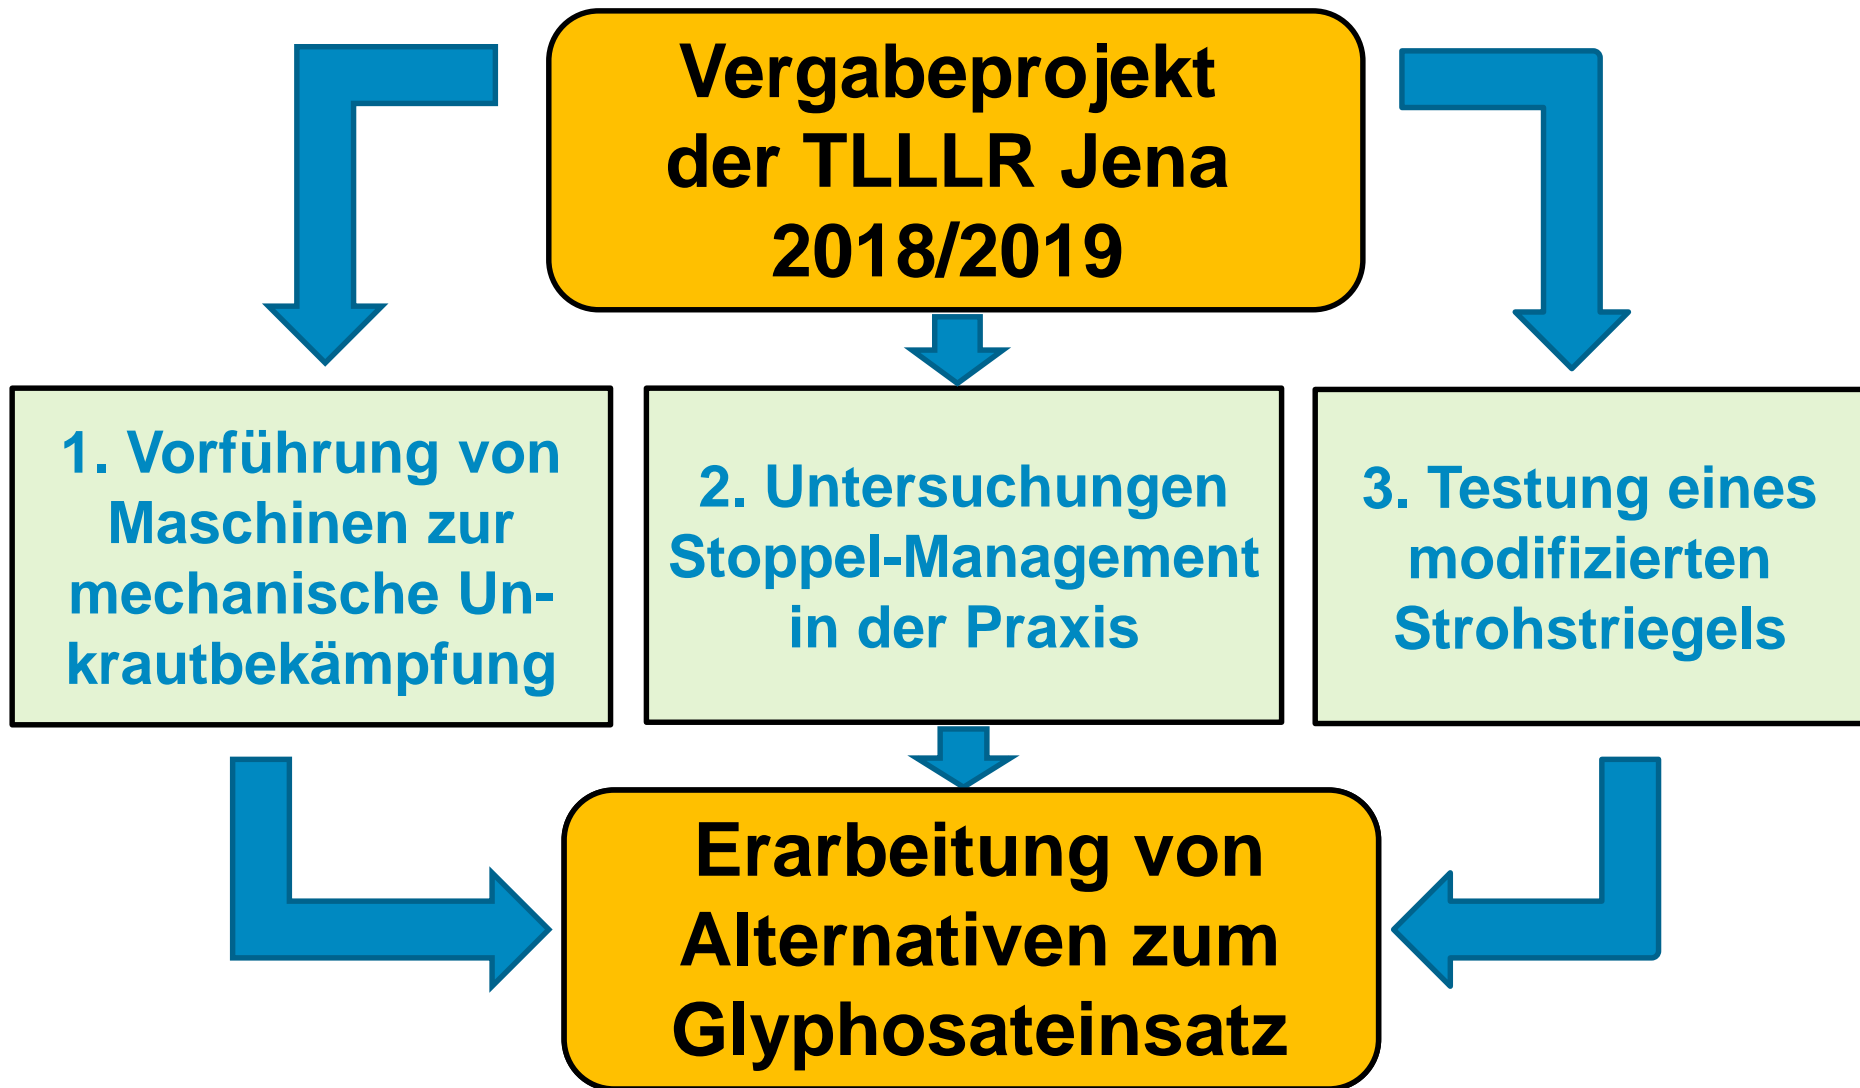 Vergabeprojekt
der TLLLR Jena
2018/2019
1. Vorführung von
Maschinen zur
mechanische Un-
krautbekämpfung
2. Untersuchungen
Stoppel-Management
in der Praxis
3. Testung eines
modifizierten
Strohstriegels
Erarbeitung von
Alternativen zum
Glyphosateinsatz